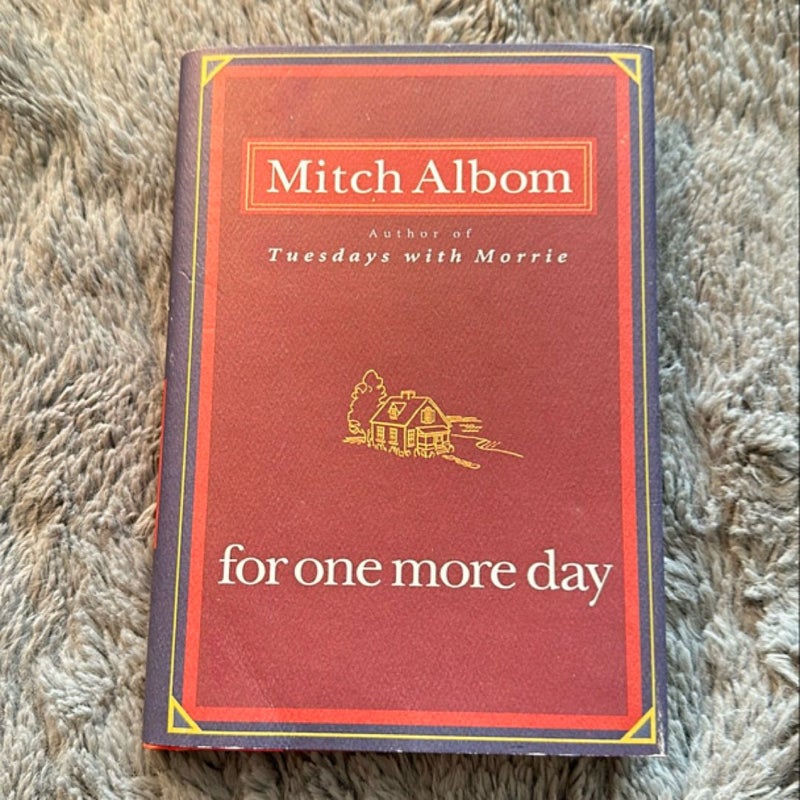 Mitch Albom
Author of
Tuesdays with Morrie
for one more day